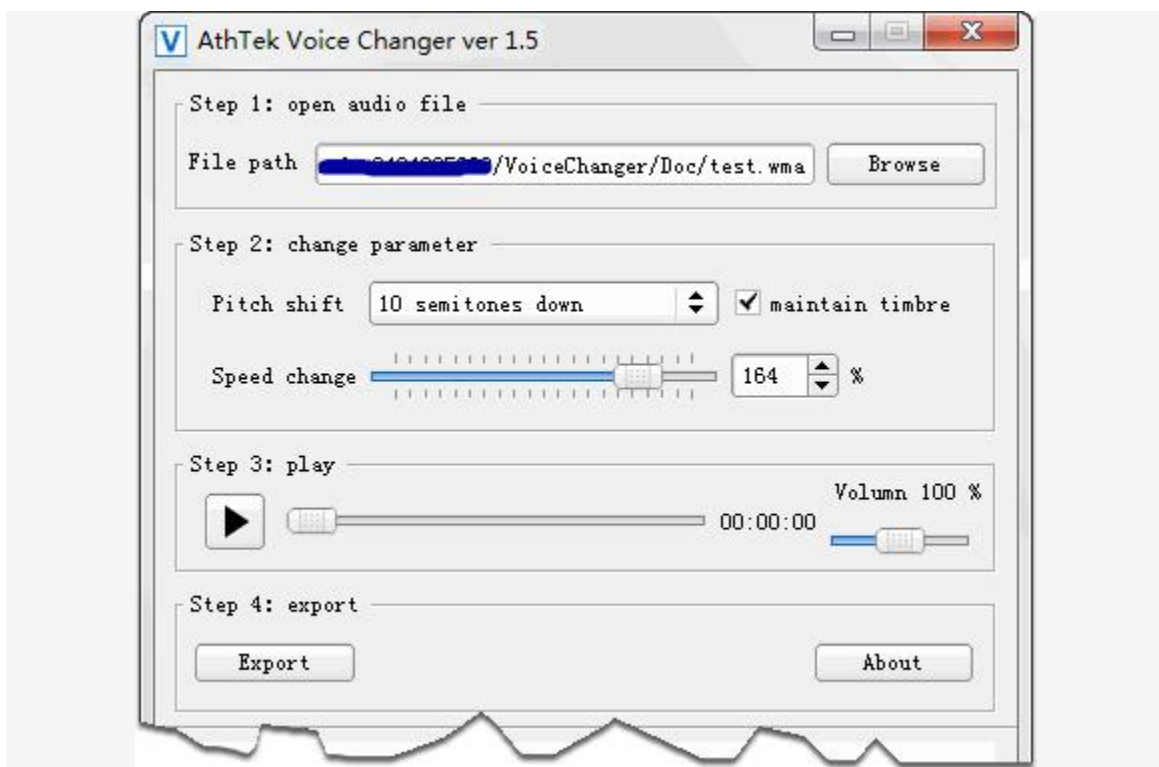 V AthTek Voice Changer ver 1.5
Step 1: open audio file
File path /VoiceChanger/Doc/test.wma Browse
Step 2: change parameter
Pitch shift 10 semitones down maintain timbre
Speed change 164 %
Step 3: play
Volumn 100 %
00:00:00
Step 4: export
Export About